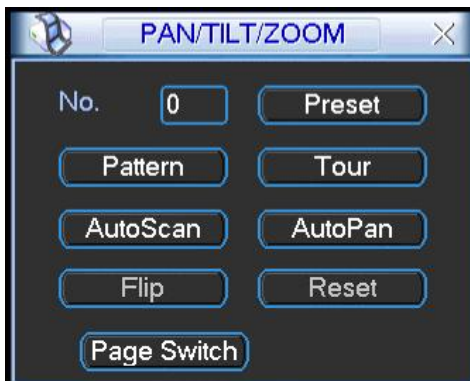 PAN/TILT/ZOOM
No. 0 Preset
Pattern Tour
AutoScan AutoPan
Flip Reset
Page Switch